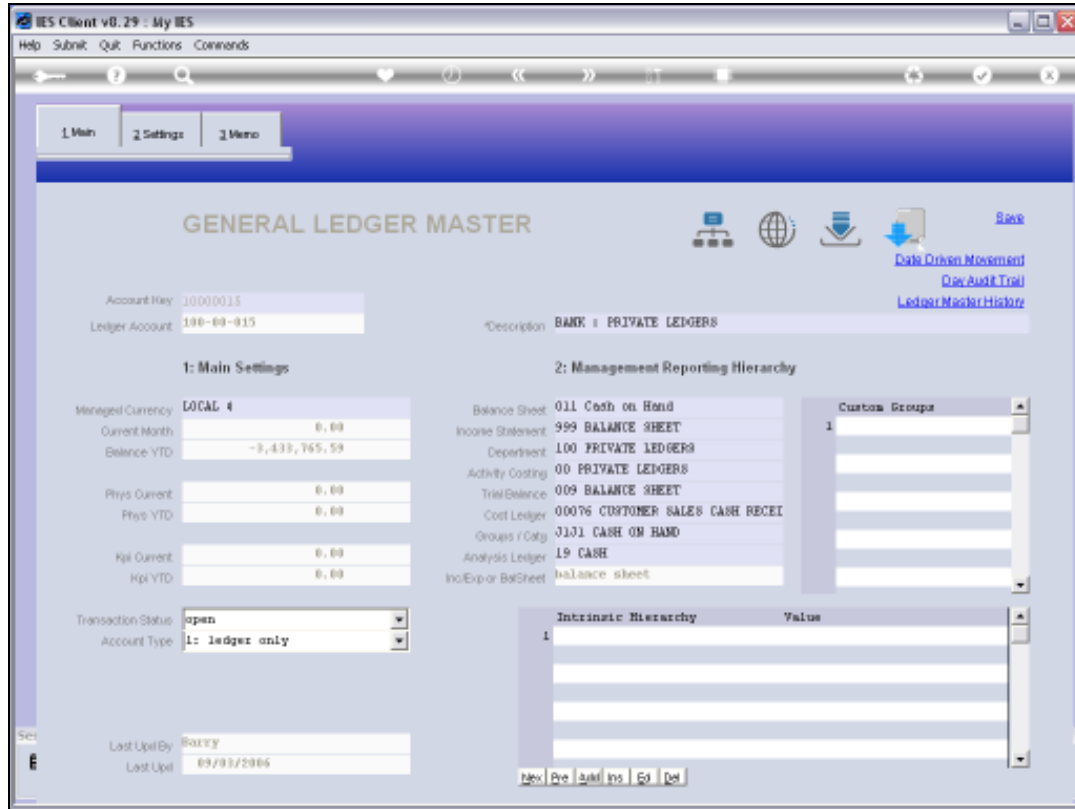 IES Client v8.29 : My IES
Help Submit Quit Functions Commands
1 Main
2 Settings
3 Memo
GENERAL LEDGER MASTER
Save
Date Driven Movement
Day Audit Trail
Ledger Master History
Account Key 10000015
Ledger Account 100-00-015
*Description BANK : PRIVATE LEDGERS
1: Main Settings
2: Management Reporting Hierarchy
Managed Currency LOCAL
Current Month 0.00
Balance YTD -3,433,765.59
Phys Current 0.00
Phys YTD 0.00
Kpi Current 0.00
Kpi YTD 0.00
Balance Sheet 011 Cash on Hand
Income Statement 999 BALANCE SHEET
Department 100 PRIVATE LEDGERS
Activity Costing 00 PRIVATE LEDGERS
Trial Balance 009 BALANCE SHEET
Cost Ledger 00076 CUSTOMER SALES CASH RECEI
Groups / Catg J1J1 CASH ON HAND
Analysis Ledger 19 CASH
Inc/Exp or BalSheet balance sheet
Custom Groups
1
Transaction Status open
Account Type 1: ledger only
Intrinsic Hierarchy Value
1
Last Upd By Barry
Last Upd 09/03/2006
Nex Pre Add Ins Ed Del